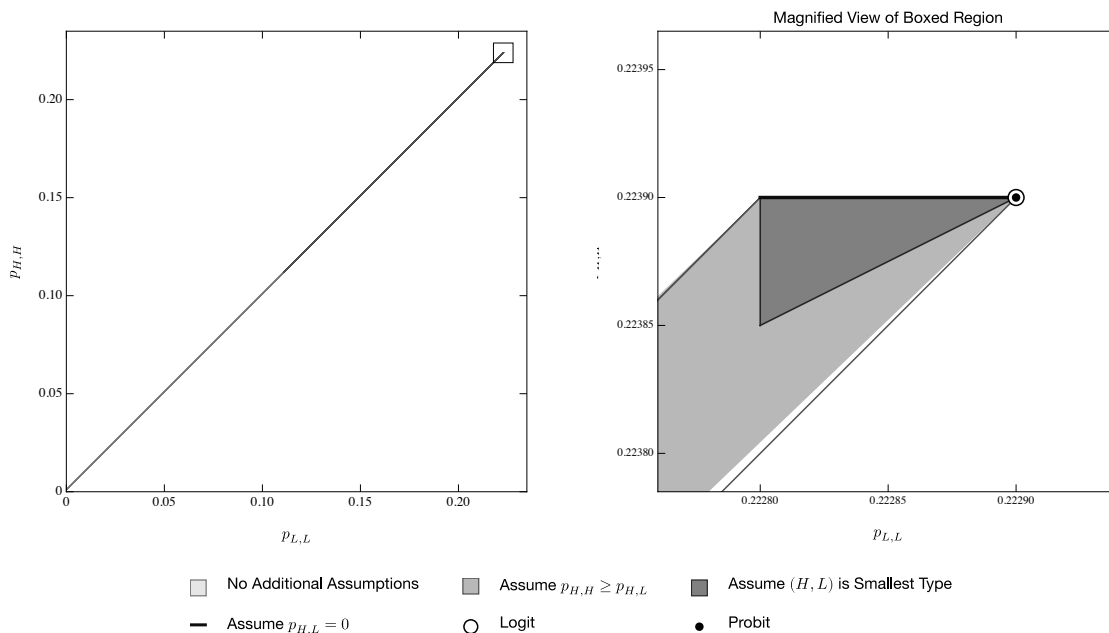 Magnified View of Boxed Region
0.20
0.15
0.10
0.05
0
p_{H,H}
0
0.05
0.10
0.15
0.20
p_{L,L}
0.22395
0.22390
0.22385
0.22380
0.22280
0.22285
0.22290
p_{L,L}
No Additional Assumptions
Assume p_{H,H} ≥ p_{H,L}
Assume (H, L) is Smallest Type
Assume p_{H,L} = 0
Logit
Probit